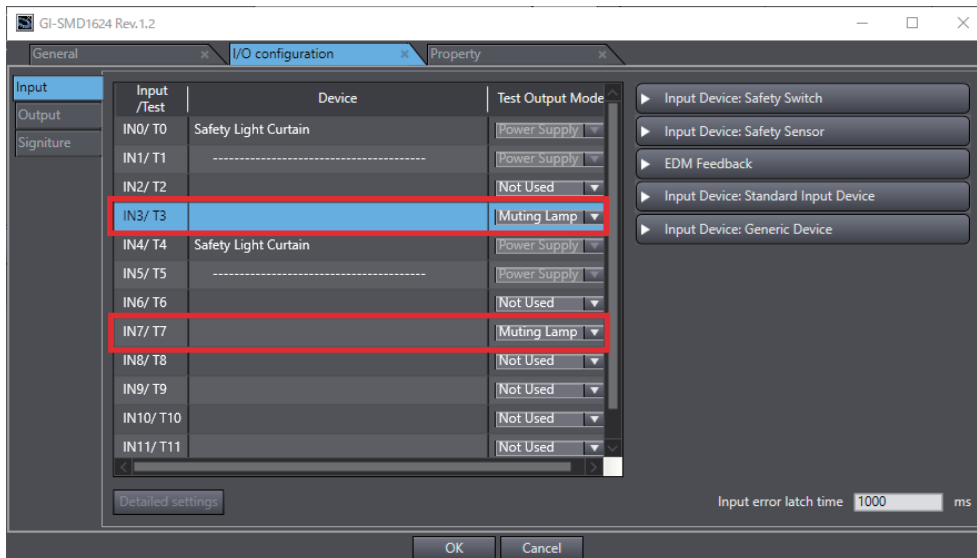 GI-SMD1624 Rev.1.2
General
I/O configuration
Property
Input
Output
Signiture
Input /Test Device Test Output Mode
IN0/ T0 Safety Light Curtain Power Supply
IN1/ T1 ---------------------------------------- Power Supply
IN2/ T2 Not Used
IN3/ T3 Muting Lamp
IN4/ T4 Safety Light Curtain Power Supply
IN5/ T5 ---------------------------------------- Power Supply
IN6/ T6 Not Used
IN7/ T7 Muting Lamp
IN8/ T8 Not Used
IN9/ T9 Not Used
IN10/ T10 Not Used
IN11/ T11 Not Used
Input Device: Safety Switch
Input Device: Safety Sensor
EDM Feedback
Input Device: Standard Input Device
Input Device: Generic Device
Detailed settings
Input error latch time 1000 ms
OK Cancel